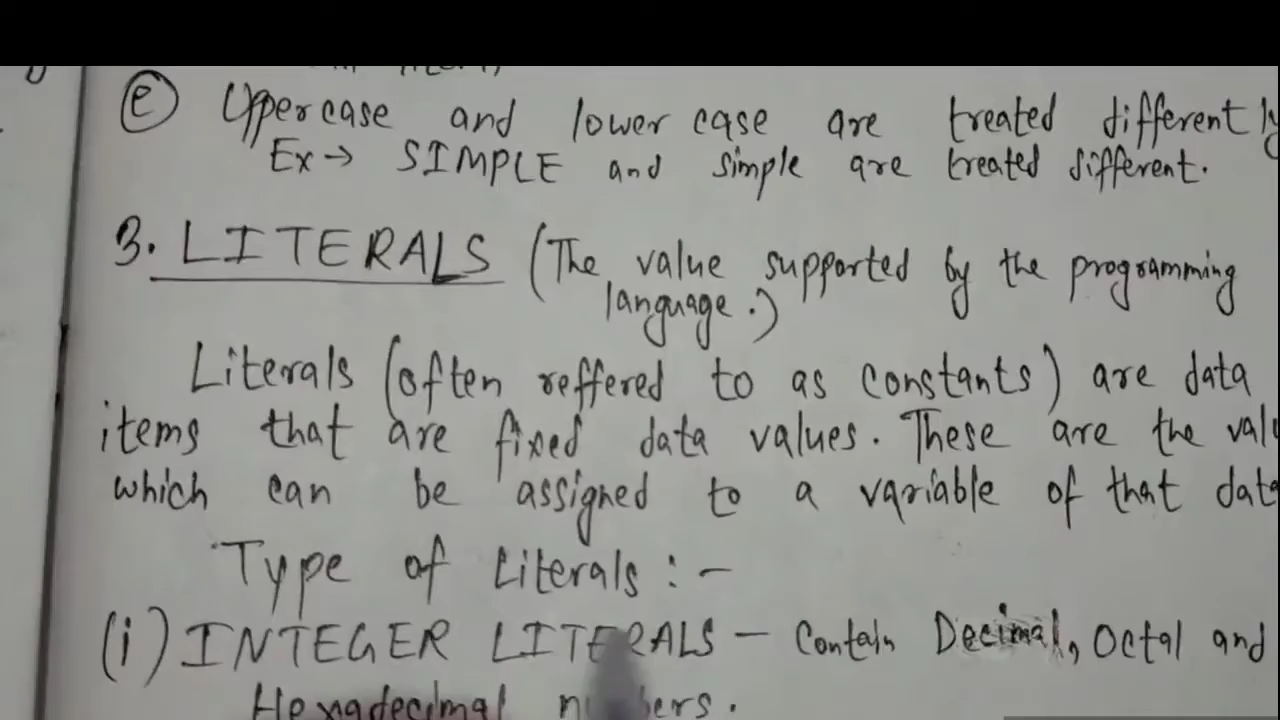 (e) Uppercase and lower case are treated differently
Ex → SIMPLE and simple are treated different.
3. LITERALS (The value supported by the programming
language.)
Literals (often reffered to as constants) are data
items that are fixed data values. These are the valu
which can be assigned to a variable of that data
Type of Literals : -
(i) INTEGER LITERALS - Contain Decimal, Octal and
Hexadecimal numbers.